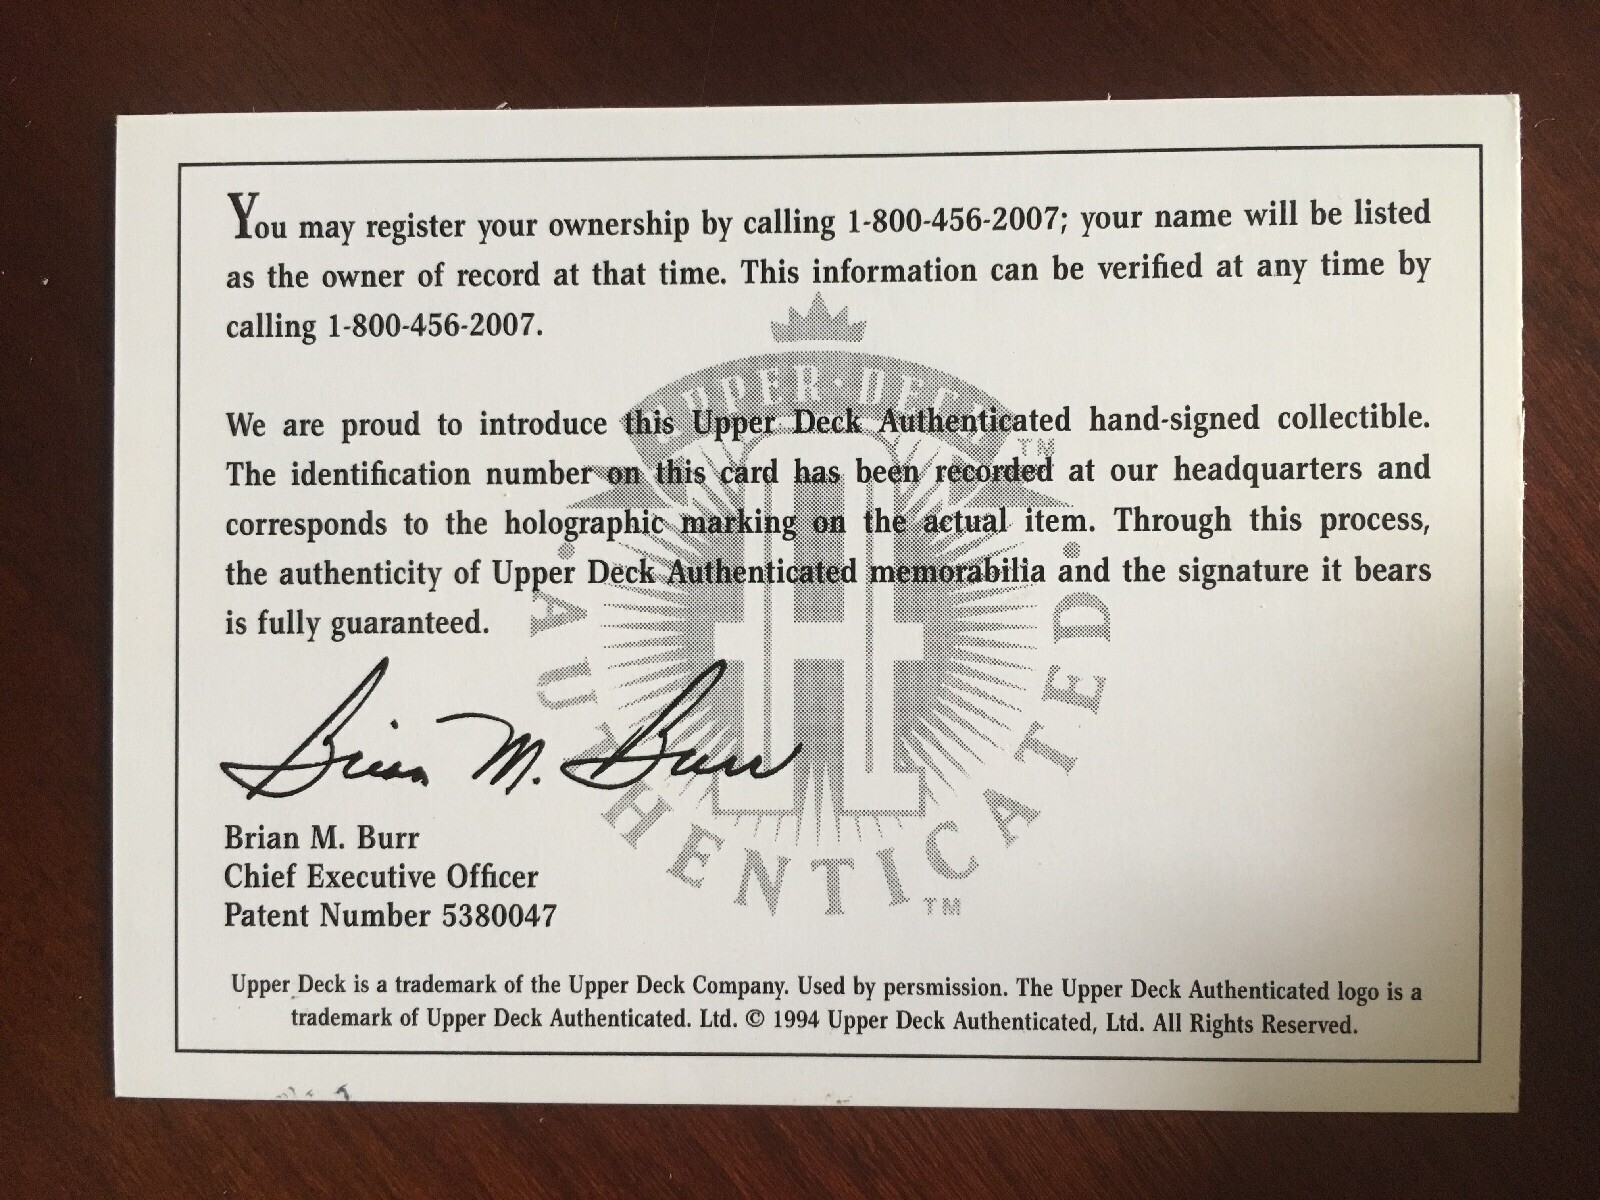 You may register your ownership by calling 1-800-456-2007; your name will be listed
as the owner of record at that time. This information can be verified at any time by
calling 1-800-456-2007.
UPPER · DECK
We are proud to introduce this Upper Deck Authenticated hand-signed collectible.
TM
The identification number on this card has been recorded at our headquarters and
corresponds to the holographic marking on the actual item. Through this process,
the authenticity of Upper Deck Authenticated memorabilia and the signature it bears
is fully guaranteed.
· AUTHENTICATED ·
TM
Brian M. Burr
Brian M. Burr
Chief Executive Officer
Patent Number 5380047
Upper Deck is a trademark of the Upper Deck Company. Used by persmission. The Upper Deck Authenticated logo is a
trademark of Upper Deck Authenticated. Ltd. © 1994 Upper Deck Authenticated, Ltd. All Rights Reserved.